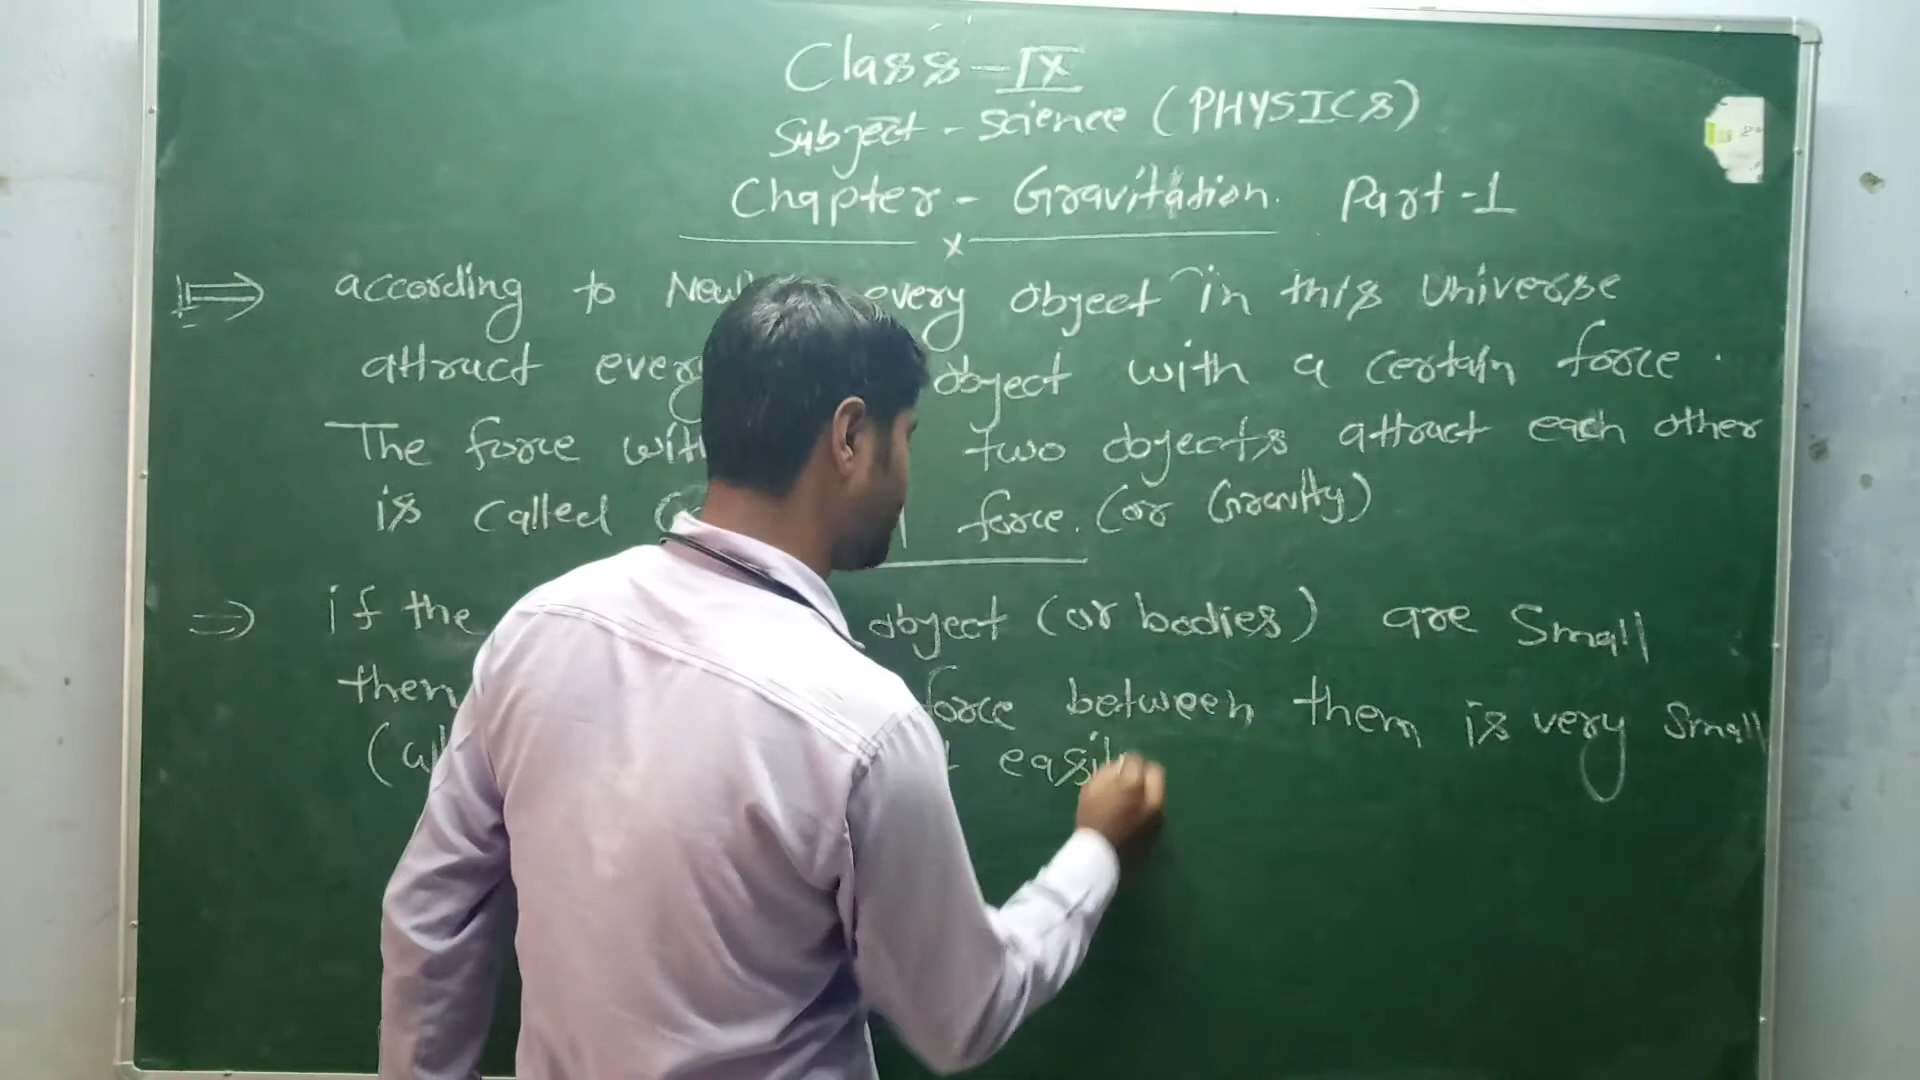 Class - IX
Subject - Science (PHYSICS)
Chapter - Gravitation. Part-1
x
⇒ according to every object in this Universe
attract object with a certain force.
The force two objects attract each other
is called force. (or Gravity)
⇒ if the object (or bodies) are Small
then force between them is very Small
easily